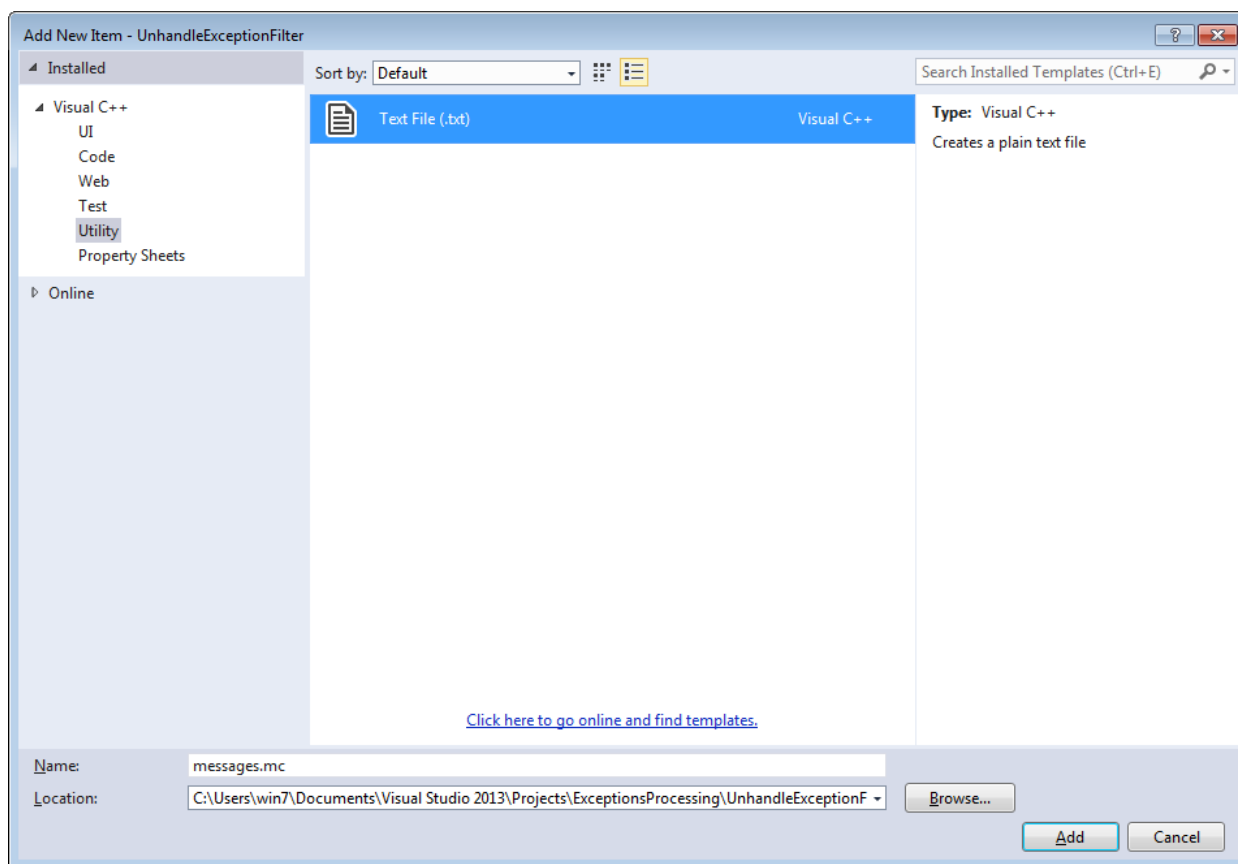 Add New Item - UnhandleExceptionFilter
Installed
Sort by: Default
Search Installed Templates (Ctrl+E)
Visual C++
UI
Code
Web
Test
Utility
Property Sheets
Online
Text File (.txt) Visual C++
Type: Visual C++
Creates a plain text file
Click here to go online and find templates.
Name: messages.mc
Location: C:\Users\win7\Documents\Visual Studio 2013\Projects\ExceptionsProcessing\UnhandleExceptionF
Browse...
Add Cancel